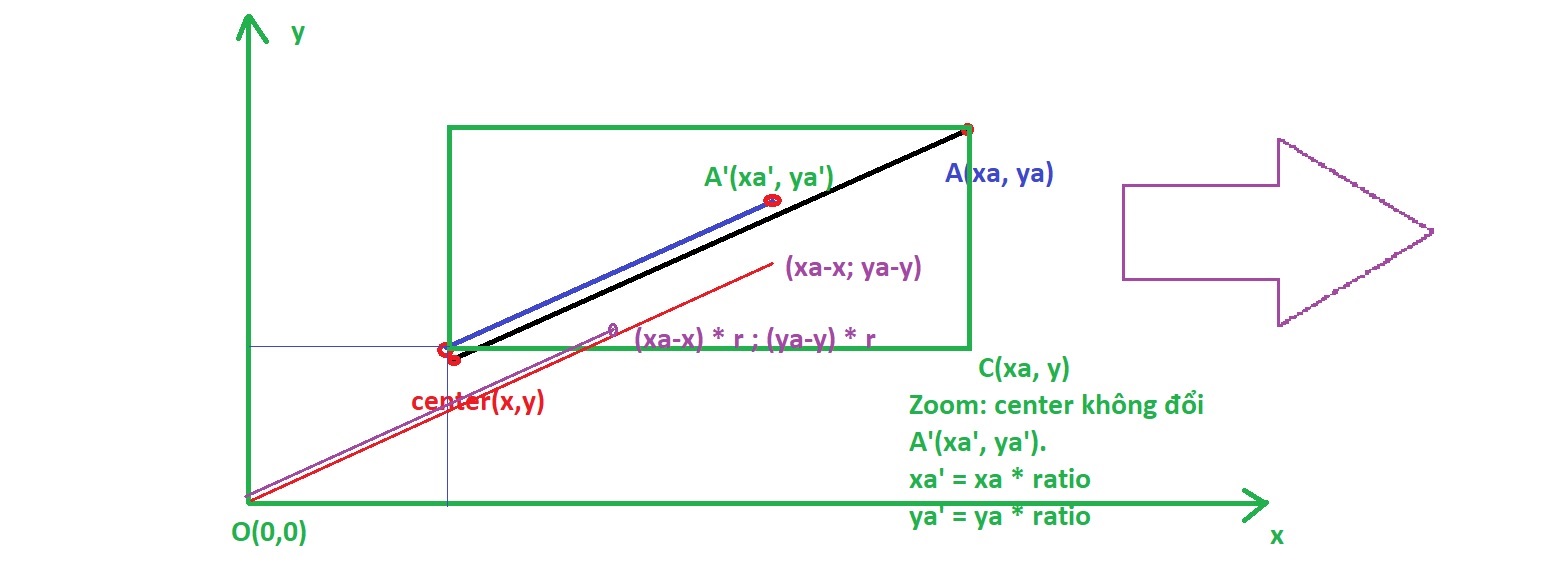 y
A'(xa', ya')
A(xa, ya)
(xa-x; ya-y)
(xa-x) * r ; (ya-y) * r
C(xa, y)
center(x,y)
Zoom: center không đổi
A'(xa', ya').
xa' = xa * ratio
ya' = ya * ratio
O(0,0)
x